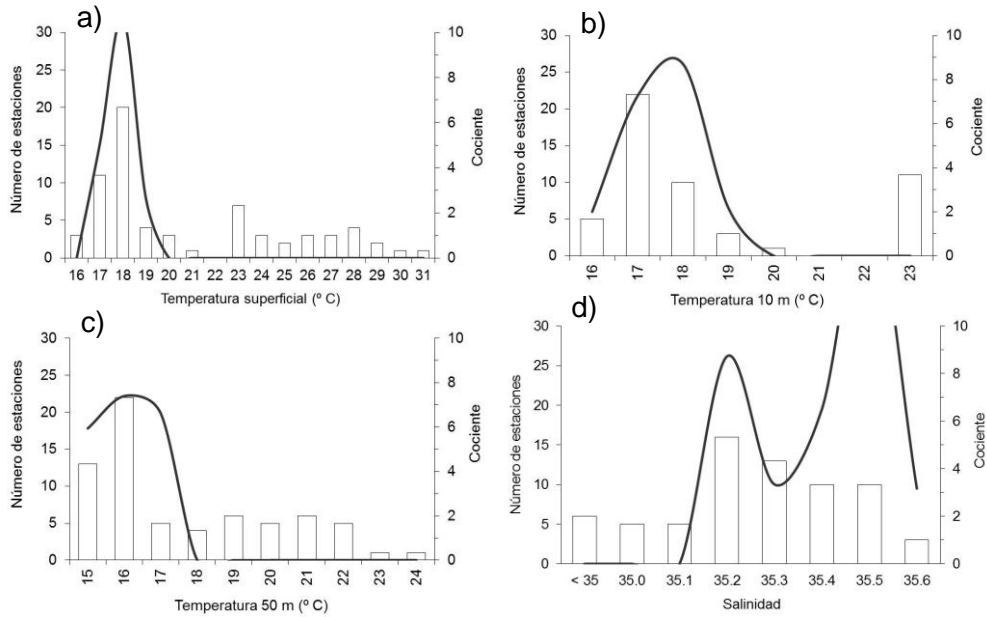 a)
30
25
20
15
10
5
0
10
8
6
4
2
0
Número de estaciones
Cociente
16 17 18 19 20 21 22 23 24 25 26 27 28 29 30 31
Temperatura superficial (º C)
b)
30
25
20
15
10
5
0
10
8
6
4
2
0
Número de estaciones
Cociente
16 17 18 19 20 21 22 23
Temperatura 10 m (º C)
c)
30
25
20
15
10
5
0
10
8
6
4
2
0
Número de estaciones
Cociente
15 16 17 18 19 20 21 22 23 24
Temperatura 50 m (º C)
d)
30
25
20
15
10
5
0
10
8
6
4
2
0
Número de estaciones
Cociente
< 35 35.0 35.1 35.2 35.3 35.4 35.5 35.6
Salinidad